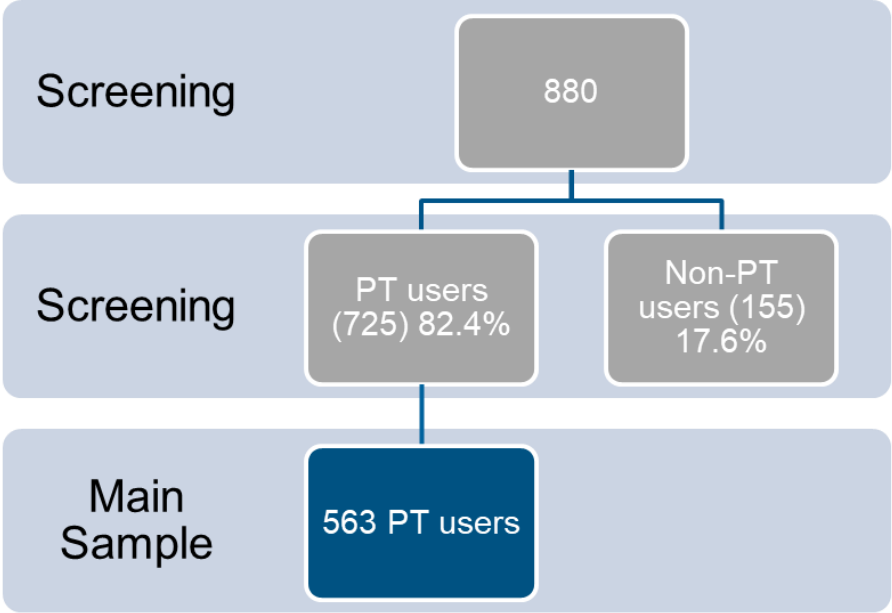 Screening
880
Screening
PT users
(725) 82.4%
Non-PT
users (155)
17.6%
Main
Sample
563 PT users